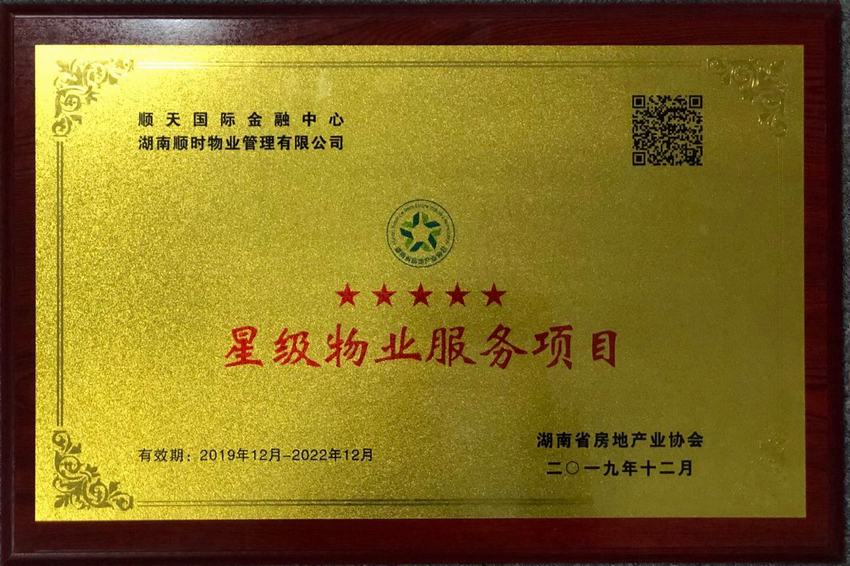 顺天国际金融中心
湖南顺时物业管理有限公司
★★★★★
星级物业服务项目
有效期：2019年12月-2022年12月
湖南省房地产业协会
二〇一九年十二月